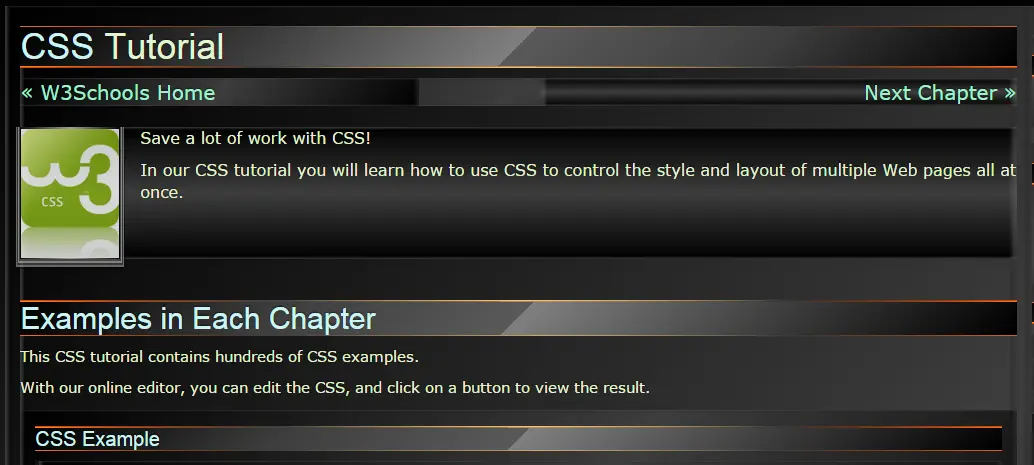 CSS Tutorial
« W3Schools Home
Next Chapter »
w3
CSS
Save a lot of work with CSS!
In our CSS tutorial you will learn how to use CSS to control the style and layout of multiple Web pages all at
once.
Examples in Each Chapter
This CSS tutorial contains hundreds of CSS examples.
With our online editor, you can edit the CSS, and click on a button to view the result.
CSS Example